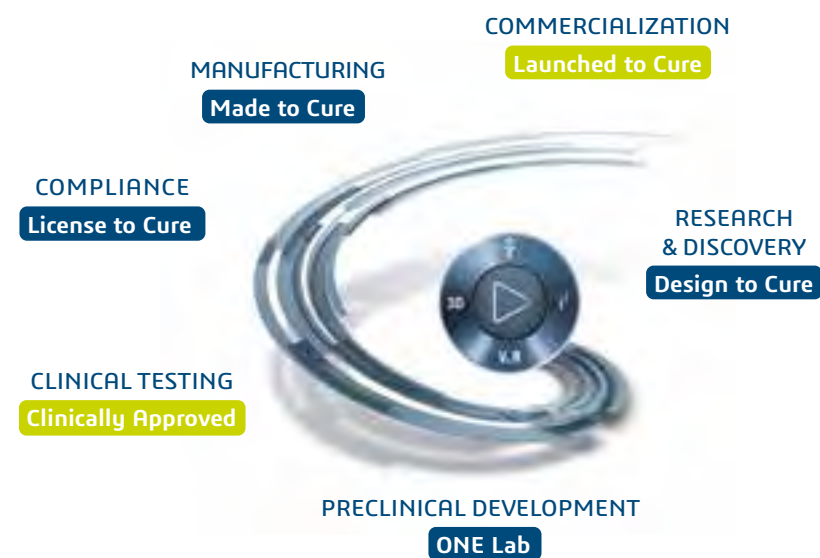 COMMERCIALIZATION
Launched to Cure
MANUFACTURING
Made to Cure
COMPLIANCE
License to Cure
RESEARCH
& DISCOVERY
Design to Cure
3D
V.R
CLINICAL TESTING
Clinically Approved
PRECLINICAL DEVELOPMENT
ONE Lab